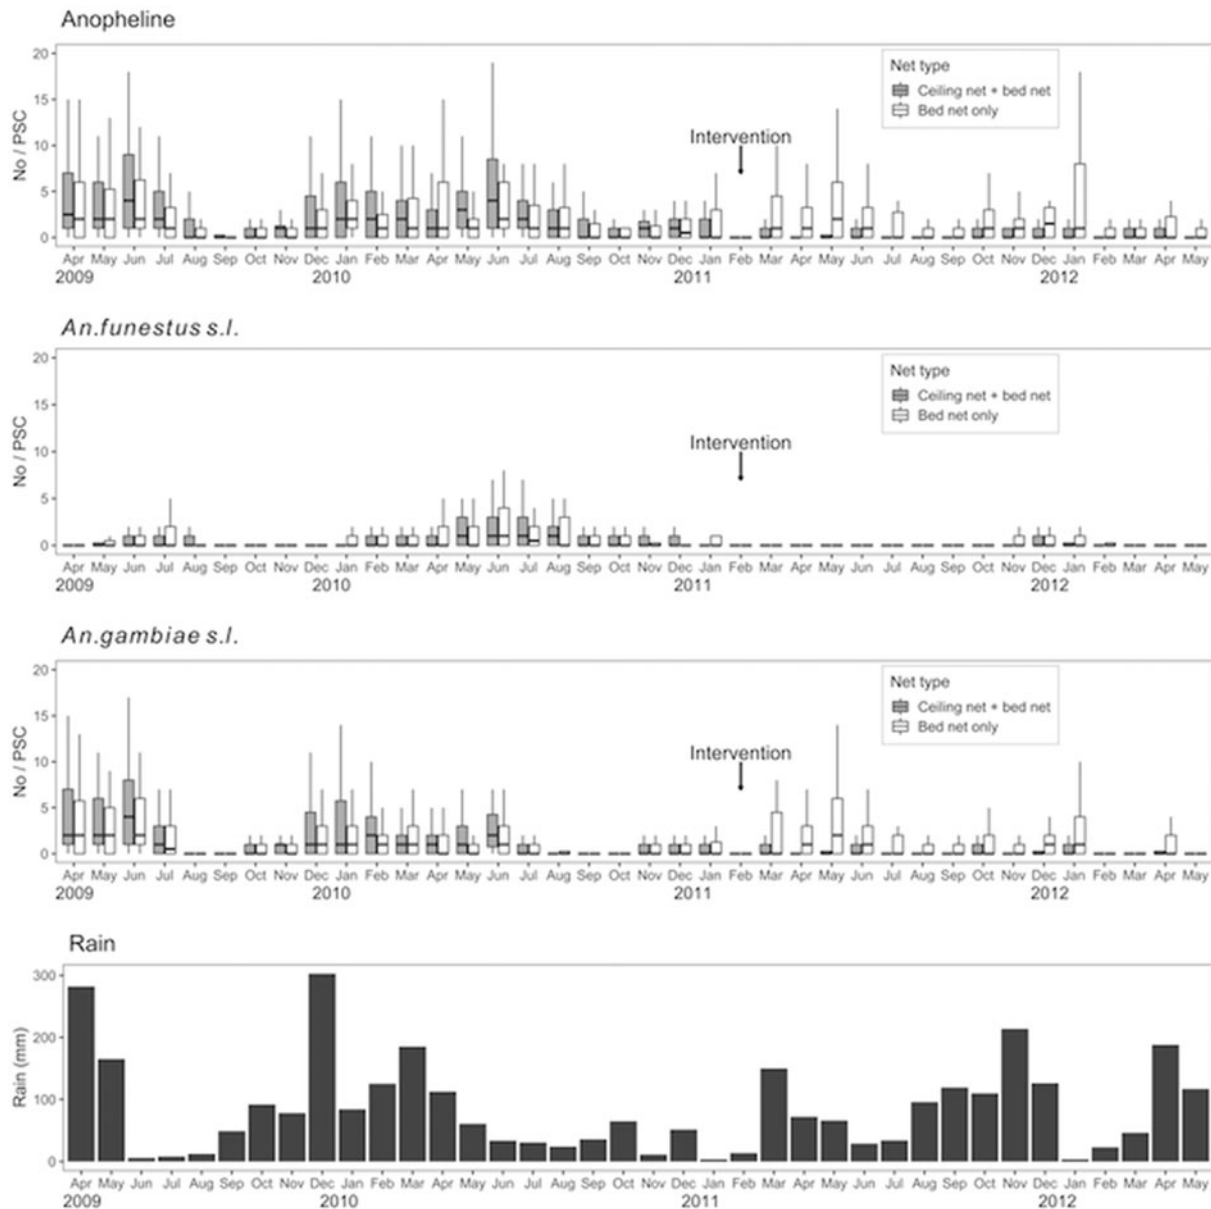 Anopheline
20
15
10
5
0
No / PSC
Net type
Ceiling net + bed net
Bed net only
Intervention
Apr May Jun Jul Aug Sep Oct Nov Dec Jan Feb Mar Apr May Jun Jul Aug Sep Oct Nov Dec Jan Feb Mar Apr May Jun Jul Aug Sep Oct Nov Dec Jan Feb Mar Apr May
2009 2010 2011 2012
An.funestus s.l.
20
15
10
5
0
No / PSC
Net type
Ceiling net + bed net
Bed net only
Intervention
Apr May Jun Jul Aug Sep Oct Nov Dec Jan Feb Mar Apr May Jun Jul Aug Sep Oct Nov Dec Jan Feb Mar Apr May Jun Jul Aug Sep Oct Nov Dec Jan Feb Mar Apr May
2009 2010 2011 2012
An.gambiae s.l.
20
15
10
5
0
No / PSC
Net type
Ceiling net + bed net
Bed net only
Intervention
Apr May Jun Jul Aug Sep Oct Nov Dec Jan Feb Mar Apr May Jun Jul Aug Sep Oct Nov Dec Jan Feb Mar Apr May Jun Jul Aug Sep Oct Nov Dec Jan Feb Mar Apr May
2009 2010 2011 2012
Rain
300
200
100
0
Rain (mm)
Apr May Jun Jul Aug Sep Oct Nov Dec Jan Feb Mar Apr May Jun Jul Aug Sep Oct Nov Dec Jan Feb Mar Apr May Jun Jul Aug Sep Oct Nov Dec Jan Feb Mar Apr May
2009 2010 2011 2012